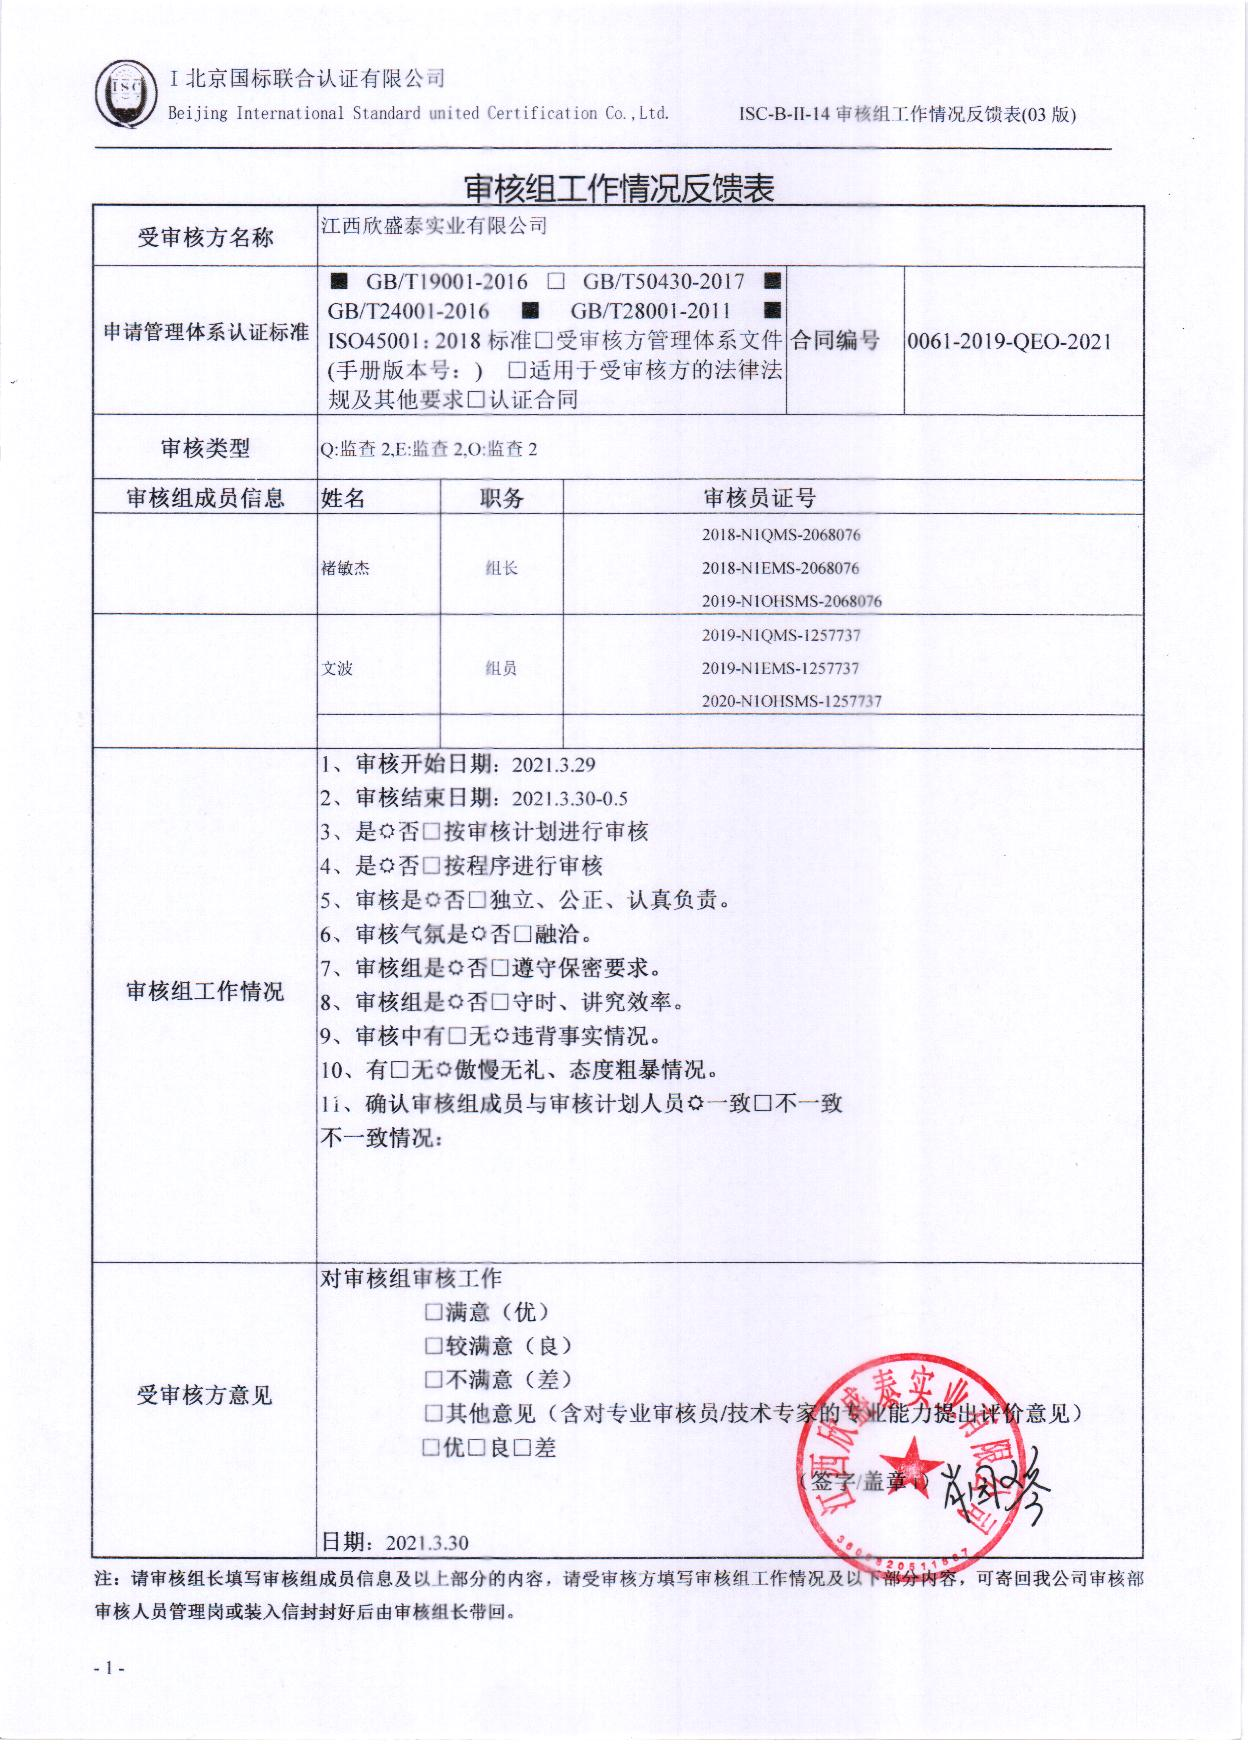 ISC
I 北京国标联合认证有限公司
Beijing International Standard united Certification Co.,Ltd.
ISC-B-II-14 审核组工作情况反馈表(03 版)
审核组工作情况反馈表
受审核方名称
江西欣盛泰实业有限公司
申请管理体系认证标准
■ GB/T19001-2016 □ GB/T50430-2017 ■
GB/T24001-2016 ■ GB/T28001-2011 ■
ISO45001:2018 标准□受审核方管理体系文件
(手册版本号: ) □适用于受审核方的法律法
规及其他要求□认证合同
合同编号
0061-2019-QEO-2021
审核类型
Q:监查 2,E:监查 2,O:监查 2
审核组成员信息 姓名 职务 审核员证号
2018-N1QMS-2068076
褚敏杰 组长 2018-N1EMS-2068076
2019-N1OHSMS-2068076
2019-N1QMS-1257737
文波 组员 2019-N1EMS-1257737
2020-N1OHSMS-1257737
审核组工作情况
1、审核开始日期: 2021.3.29
2、审核结束日期: 2021.3.30-0.5
3、是✿否□按审核计划进行审核
4、是✿否□按程序进行审核
5、审核是✿否□独立、公正、认真负责。
6、审核气氛是✿否□融洽。
7、审核组是✿否□遵守保密要求。
8、审核组是✿否□守时、讲究效率。
9、审核中有□无✿违背事实情况。
10、有□无✿傲慢无礼、态度粗暴情况。
11、确认审核组成员与审核计划人员✿一致□不一致
不一致情况:
受审核方意见
对审核组审核工作
□满意（优）
□较满意（良）
□不满意（差）
□其他意见（含对专业审核员/技术专家的专业能力提出评价意见）
□优□良□差
（签字/盖章）
江西欣盛泰实业有限公司
日期: 2021.3.30
注: 请审核组长填写审核组成员信息及以上部分的内容，请受审核方填写审核组工作情况及以下部分内容，可寄回我公司审核部
审核人员管理岗或装入信封封好后由审核组长带回。
- 1 -